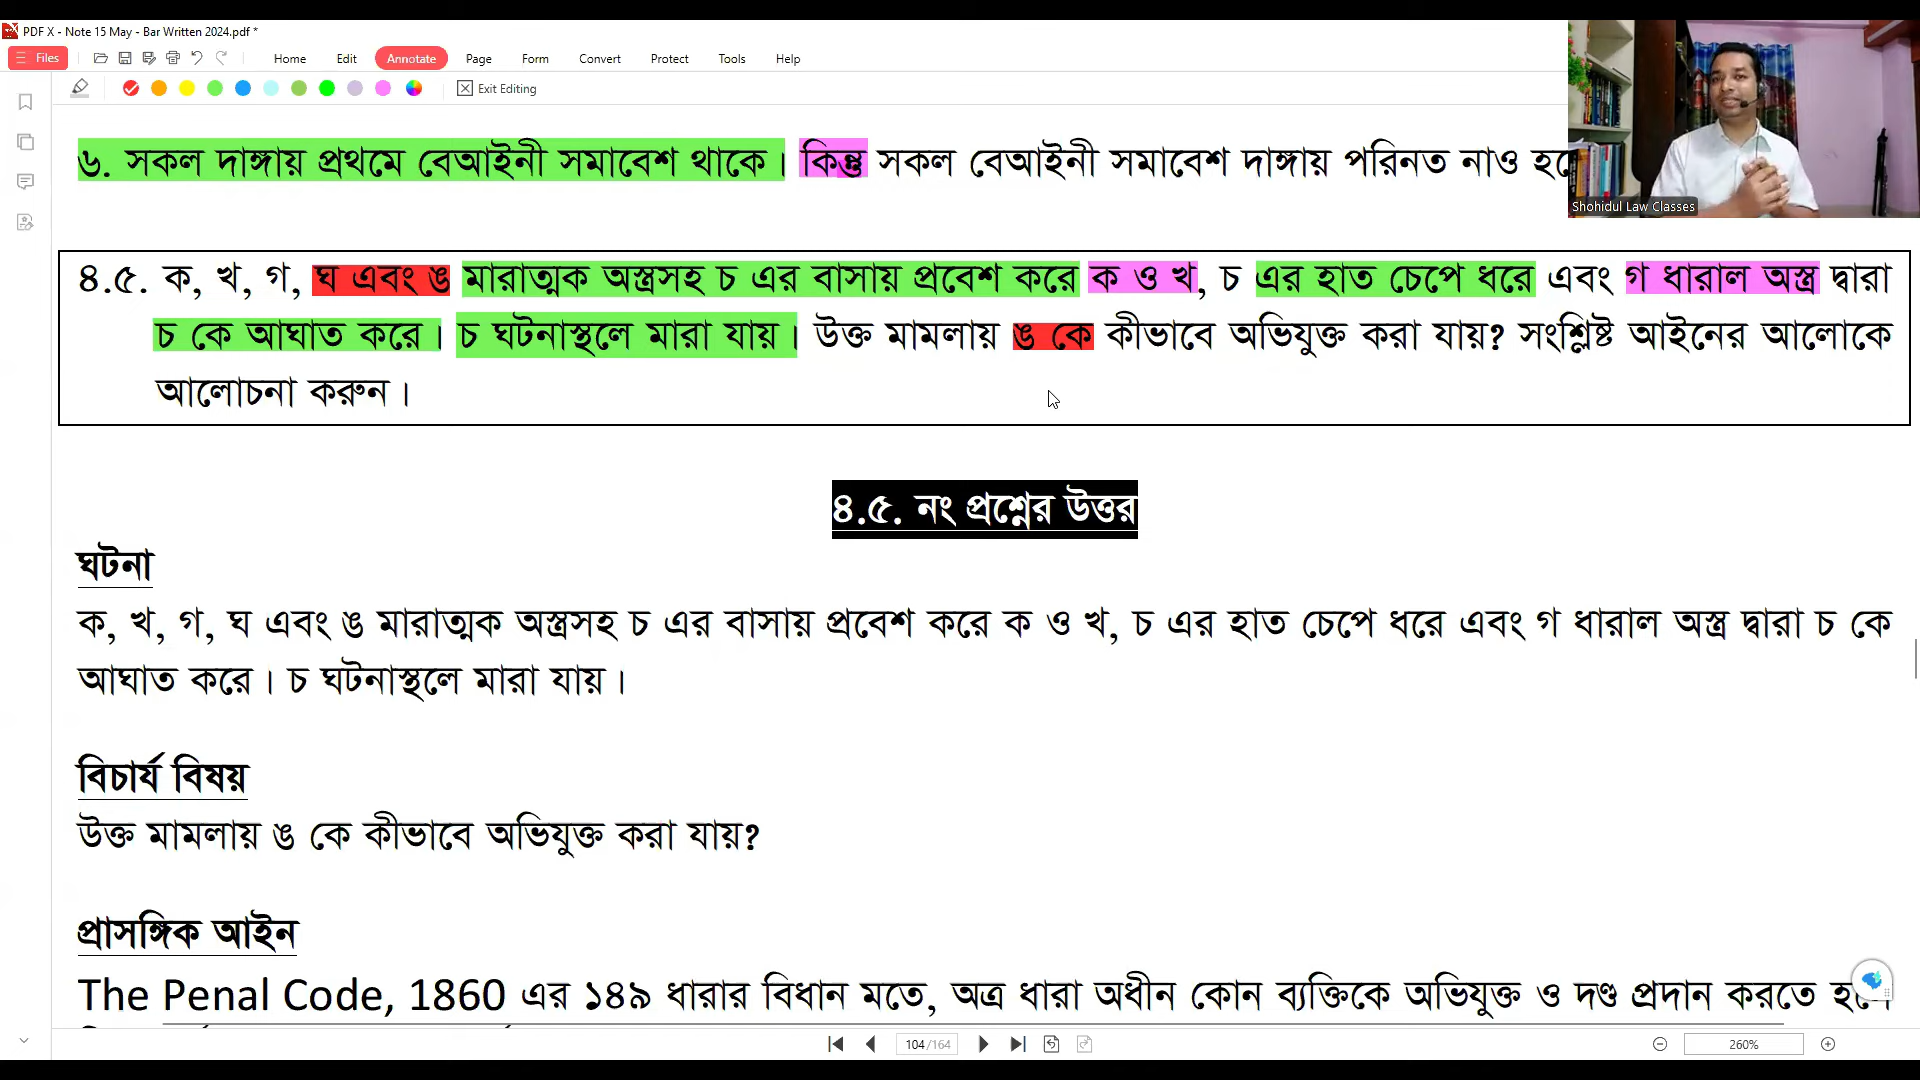 PDF X - Note 15 May - Bar Written 2024.pdf *
Files Home Edit Annotate Page Form Convert Protect Tools Help
Exit Editing
৬. সকল দাঙ্গায় প্রথমে বেআইনী সমাবেশ থাকে। কিন্তু সকল বেআইনী সমাবেশ দাঙ্গায় পরিনত নাও
Shohidul Law Classes
৪.৫. ক, খ, গ, ঘ এবং ঙ মারাত্মক অস্ত্রসহ চ এর বাসায় প্রবেশ করে ক ও খ, চ এর হাত চেপে ধরে এবং গ ধারাল অস্ত্র দ্বারা
চ কে আঘাত করে। চ ঘটনাস্থলে মারা যায়। উক্ত মামলায় ঙ কে কীভাবে অভিযুক্ত করা যায়? সংশ্লিষ্ট আইনের আলোকে
আলোচনা করুন।
৪.৫. নং প্রশ্নের উত্তর
ঘটনা
ক, খ, গ, ঘ এবং ঙ মারাত্মক অস্ত্রসহ চ এর বাসায় প্রবেশ করে ক ও খ, চ এর হাত চেপে ধরে এবং গ ধারাল অস্ত্র দ্বারা চ কে
আঘাত করে। চ ঘটনাস্থলে মারা যায়।
বিচার্য বিষয়
উক্ত মামলায় ঙ কে কীভাবে অভিযুক্ত করা যায়?
প্রাসঙ্গিক আইন
The Penal Code, 1860 এর ১৪৯ ধারার বিধান মতে, অত্র ধারা অধীন কোন ব্যক্তিকে অভিযুক্ত ও দণ্ড প্রদান করতে হলে
104 /164
260%